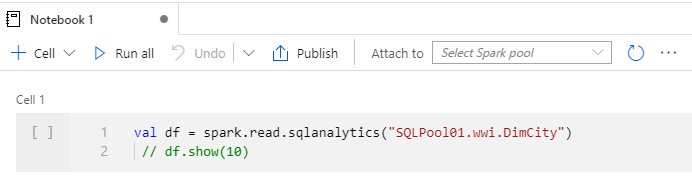 Notebook 1
Cell Run all Undo Publish Attach to Select Spark pool ...
Cell 1
[ ] 1 val df = spark.read.sqlanalytics("SQLPool01.wwi.DimCity")
2 // df.show(10)